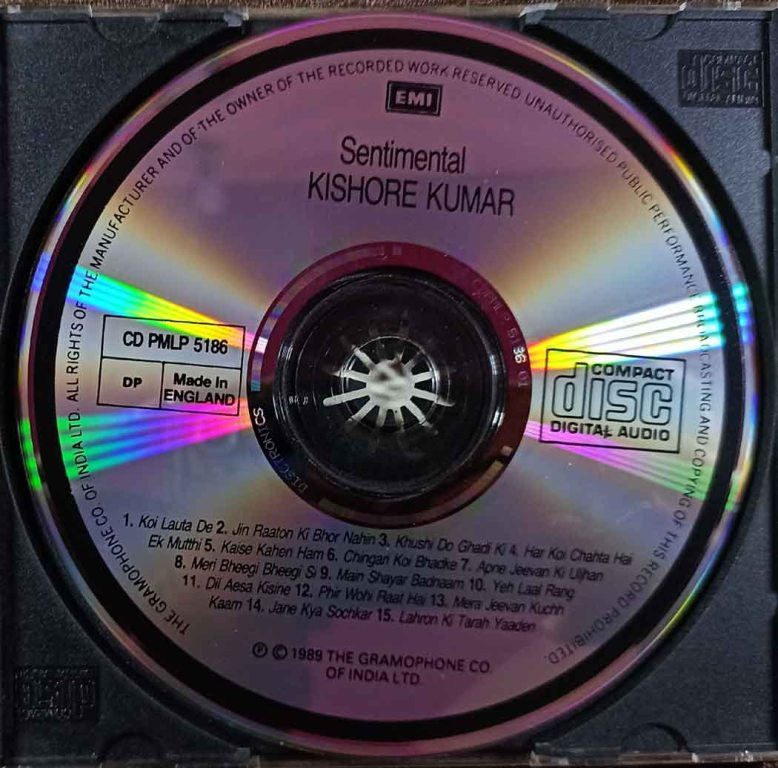 THE GRAMOPHONE CO. OF INDIA LTD. ALL RIGHTS OF THE MANUFACTURER AND OF THE OWNER OF THE RECORDED WORK RESERVED UNAUTHORISED PUBLIC PERFORMANCE BROADCASTING AND COPYING OF THIS RECORD PROHIBITED.
EMI
Sentimental
KISHORE KUMAR
CD PMLP 5186
DP
Made in
ENGLAND
COMPACT
disc
DIGITAL AUDIO
1. Koi Lauta De 2. Jin Raaton Ki Bhor Nahin 3. Khushi Do Ghadi Ki 4. Har Koi Chahta Hai
Ek Mutthi 5. Kaise Kahen Ham 6. Chingari Koi Bhadke 7. Apne Jeevan Ki Uljhan
8. Meri Bheegi Bheegi Si 9. Main Shayar Badnaam 10. Yeh Laal Rang
11. Dil Aesa Kisine 12. Phir Wohi Raat Hai 13. Mera Jeevan Kuchh
Kaam 14. Jane Kya Sochkar 15. Lahron Ki Tarah Yaaden
Ⓟ © 1989 THE GRAMOPHONE CO.
OF INDIA LTD.
COMPACT
disc
DIGITAL AUDIO